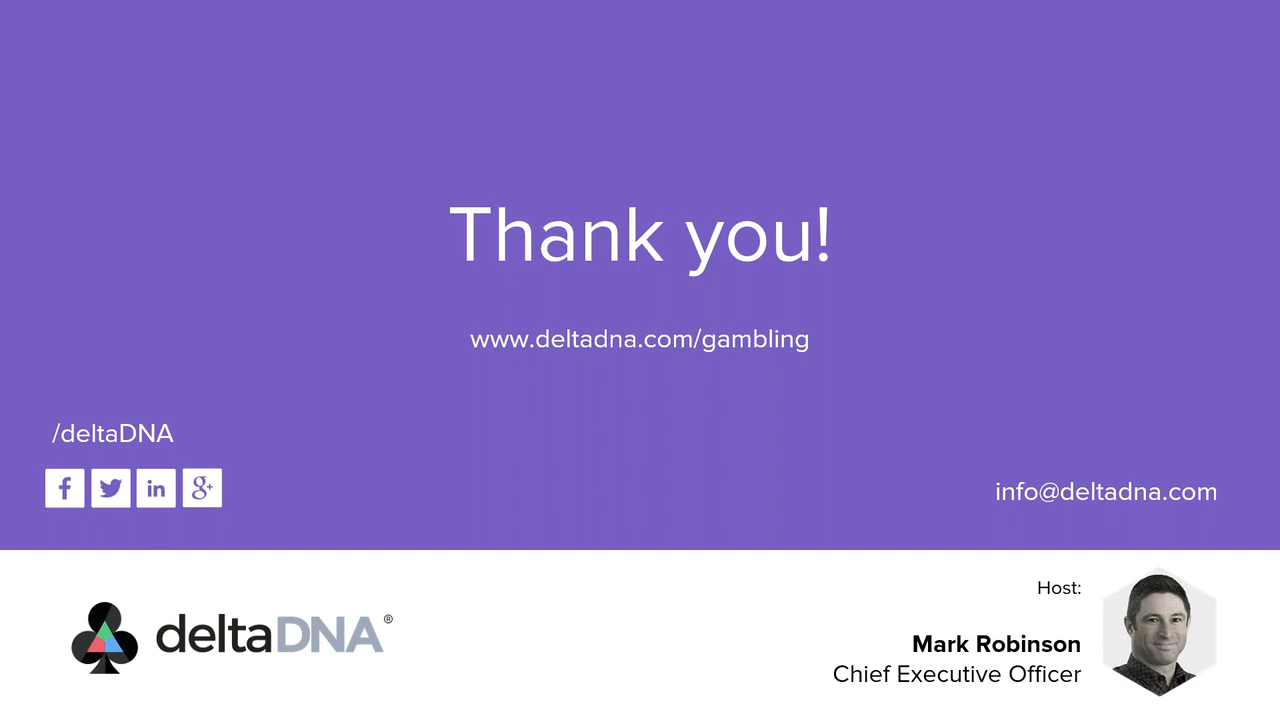 Thank you!
www.deltadna.com/gambling
/deltaDNA
info@deltadna.com
deltaDNA®
Host:
Mark Robinson
Chief Executive Officer